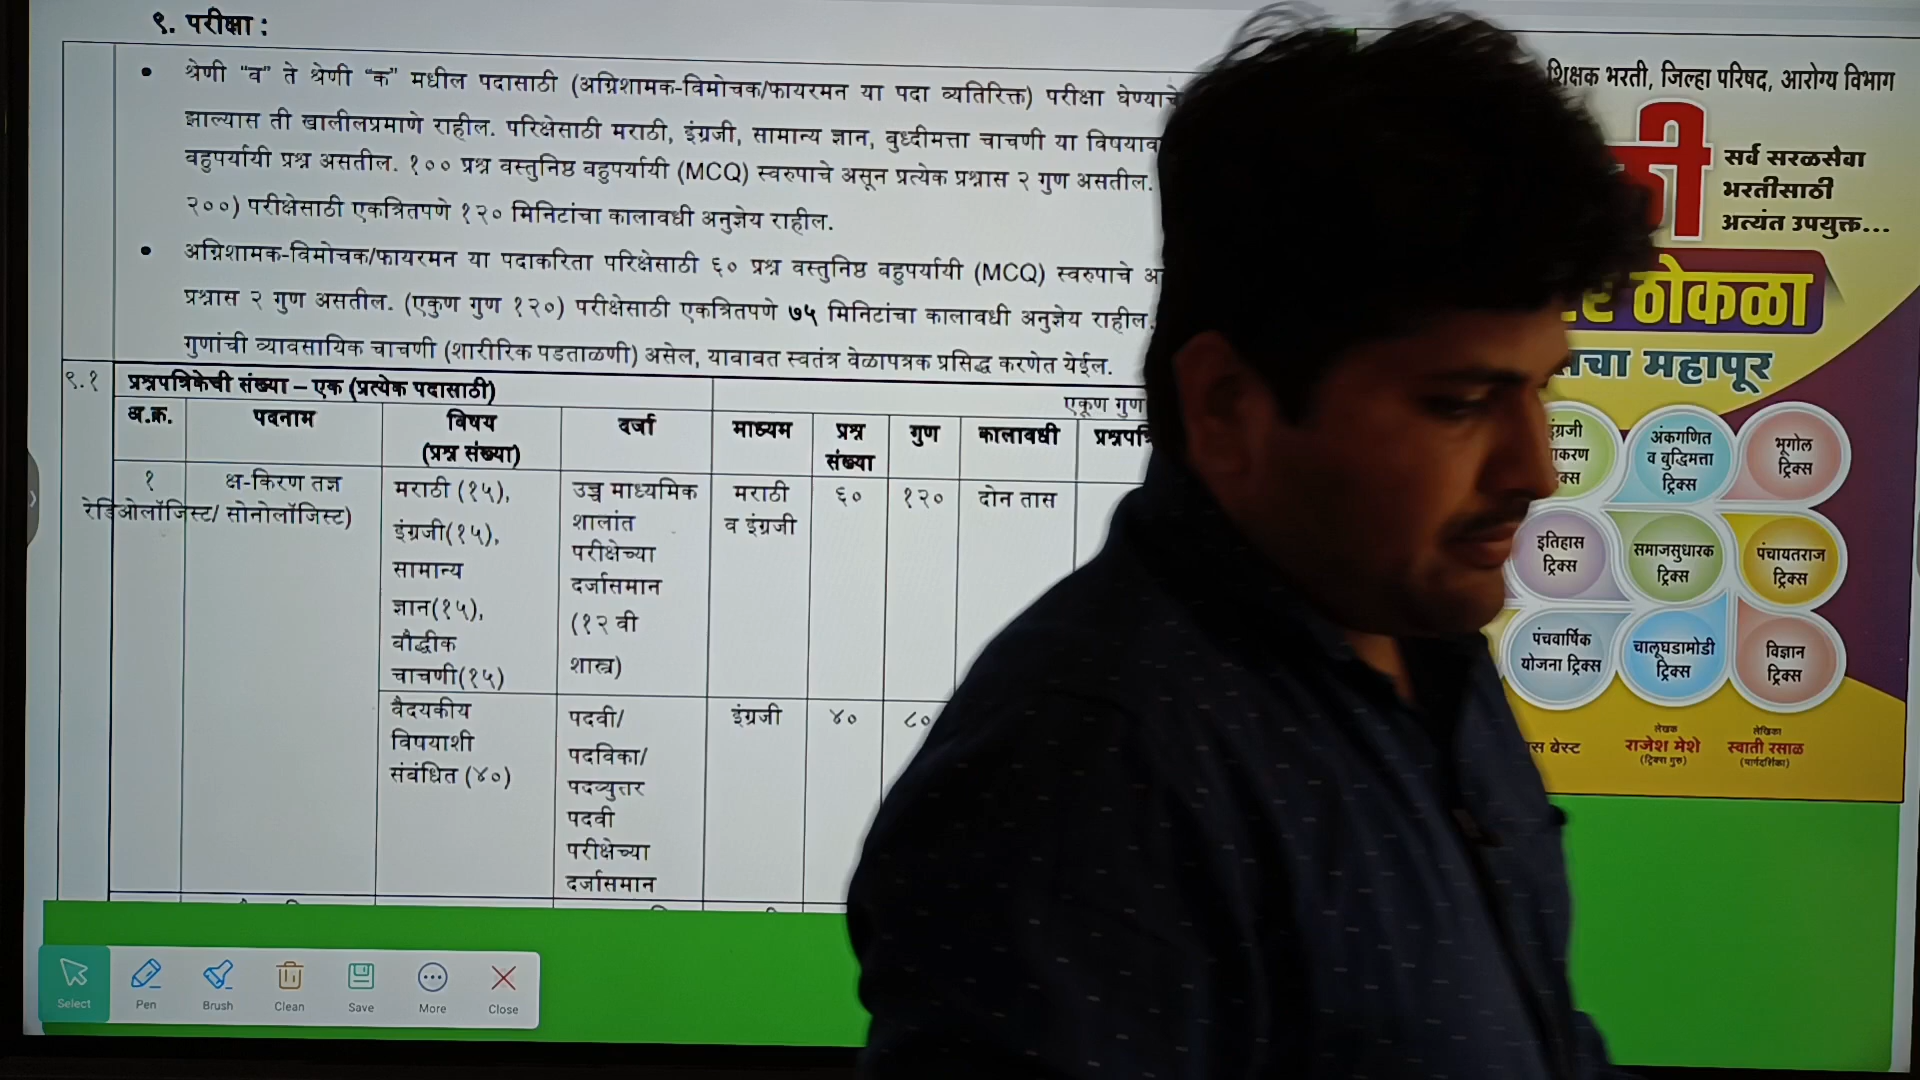 ९. परीक्षा :
• श्रेणी "ब" ते श्रेणी "क" मधील पदासाठी (अग्निशामक-विमोचक/फायरमन या पदा व्यतिरिक्त) परीक्षा घेण्याचे
झाल्यास ती खालीलप्रमाणे राहील. परिक्षेसाठी मराठी, इंग्रजी, सामान्य ज्ञान, बुध्दीमत्ता चाचणी या
बहुपर्यायी प्रश्न असतील. १०० प्रश्न वस्तुनिष्ठ बहुपर्यायी (MCQ) स्वरुपाचे असून प्रत्येक प्रश्नास २ गुण असतील.
२००) परीक्षेसाठी एकत्रितपणे १२० मिनिटांचा कालावधी अनुज्ञेय राहील.
• अग्निशामक-विमोचक/फायरमन या पदाकरिता परिक्षेसाठी ६० प्रश्न वस्तुनिष्ठ बहुपर्यायी (MCQ) स्वरुपाचे
प्रश्नास २ गुण असतील. (एकुण गुण १२०) परीक्षेसाठी एकत्रितपणे ७५ मिनिटांचा कालावधी अनुज्ञेय राहील.
गुणांची व्यावसायिक चाचणी (शारीरिक पडताळणी) असेल, याबाबत स्वतंत्र वेळापत्रक प्रसिद्ध करणेत येईल.
९.१ प्रश्नपत्रिकेची संख्या – एक (प्रत्येक पदासाठी)
एकूण गुण
अ.क्र. पदनाम विषय दर्जा माध्यम प्रश्न गुण कालावधी
(प्रश्न संख्या) संख्या
१ क्ष-किरण तज्ञ मराठी (१५), उच्च माध्यमिक मराठी ६० १२० दोन तास
रेडिओलॉजिस्ट/ सोनोलॉजिस्ट) इंग्रजी(१५), शालांत व इंग्रजी
सामान्य परीक्षेच्या
ज्ञान(१५), दर्जासमान
बौद्धीक (१२ वी
चाचणी(१५) शास्त्र)
वैदयकीय पदवी/ इंग्रजी ४० ८०
विषयाशी पदविका/
संबंधित (४०) पदव्युत्तर
पदवी
परीक्षेच्या
दर्जासमान
Select Pen Brush Clean Save More Close
शिक्षक भरती, जिल्हा परिषद, आरोग्य विभाग
सर्व सरळसेवा
भरतीसाठी
अत्यंत उपयुक्त...
ठोकळा
महापूर
अंकगणित
व बुद्धिमत्ता
ट्रिक्स
भूगोल
ट्रिक्स
इतिहास
ट्रिक्स
समाजसुधारक
ट्रिक्स
पंचायतराज
ट्रिक्स
पंचवार्षिक
योजना ट्रिक्स
चालूघडामोडी
ट्रिक्स
विज्ञान
ट्रिक्स
बेस्ट
लेखक
राजेश मेशे
(ट्रिक्स गुरु)
लेखिका
स्वाती रसाळ
(मार्गदर्शिका)